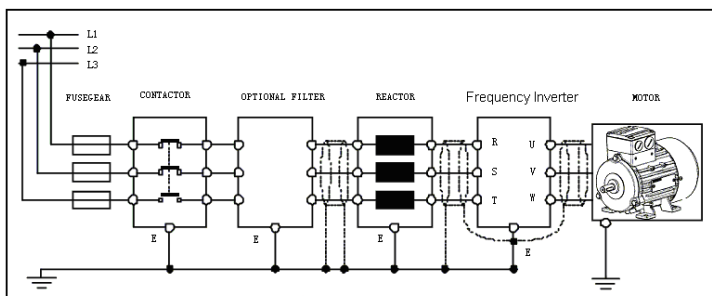 L1
L2
L3
FUSEGEAR
CONTACTOR
OPTIONAL FILTER
REACTOR
Frequency Inverter
MOTOR
R U
S V
T W
E
E
E
E